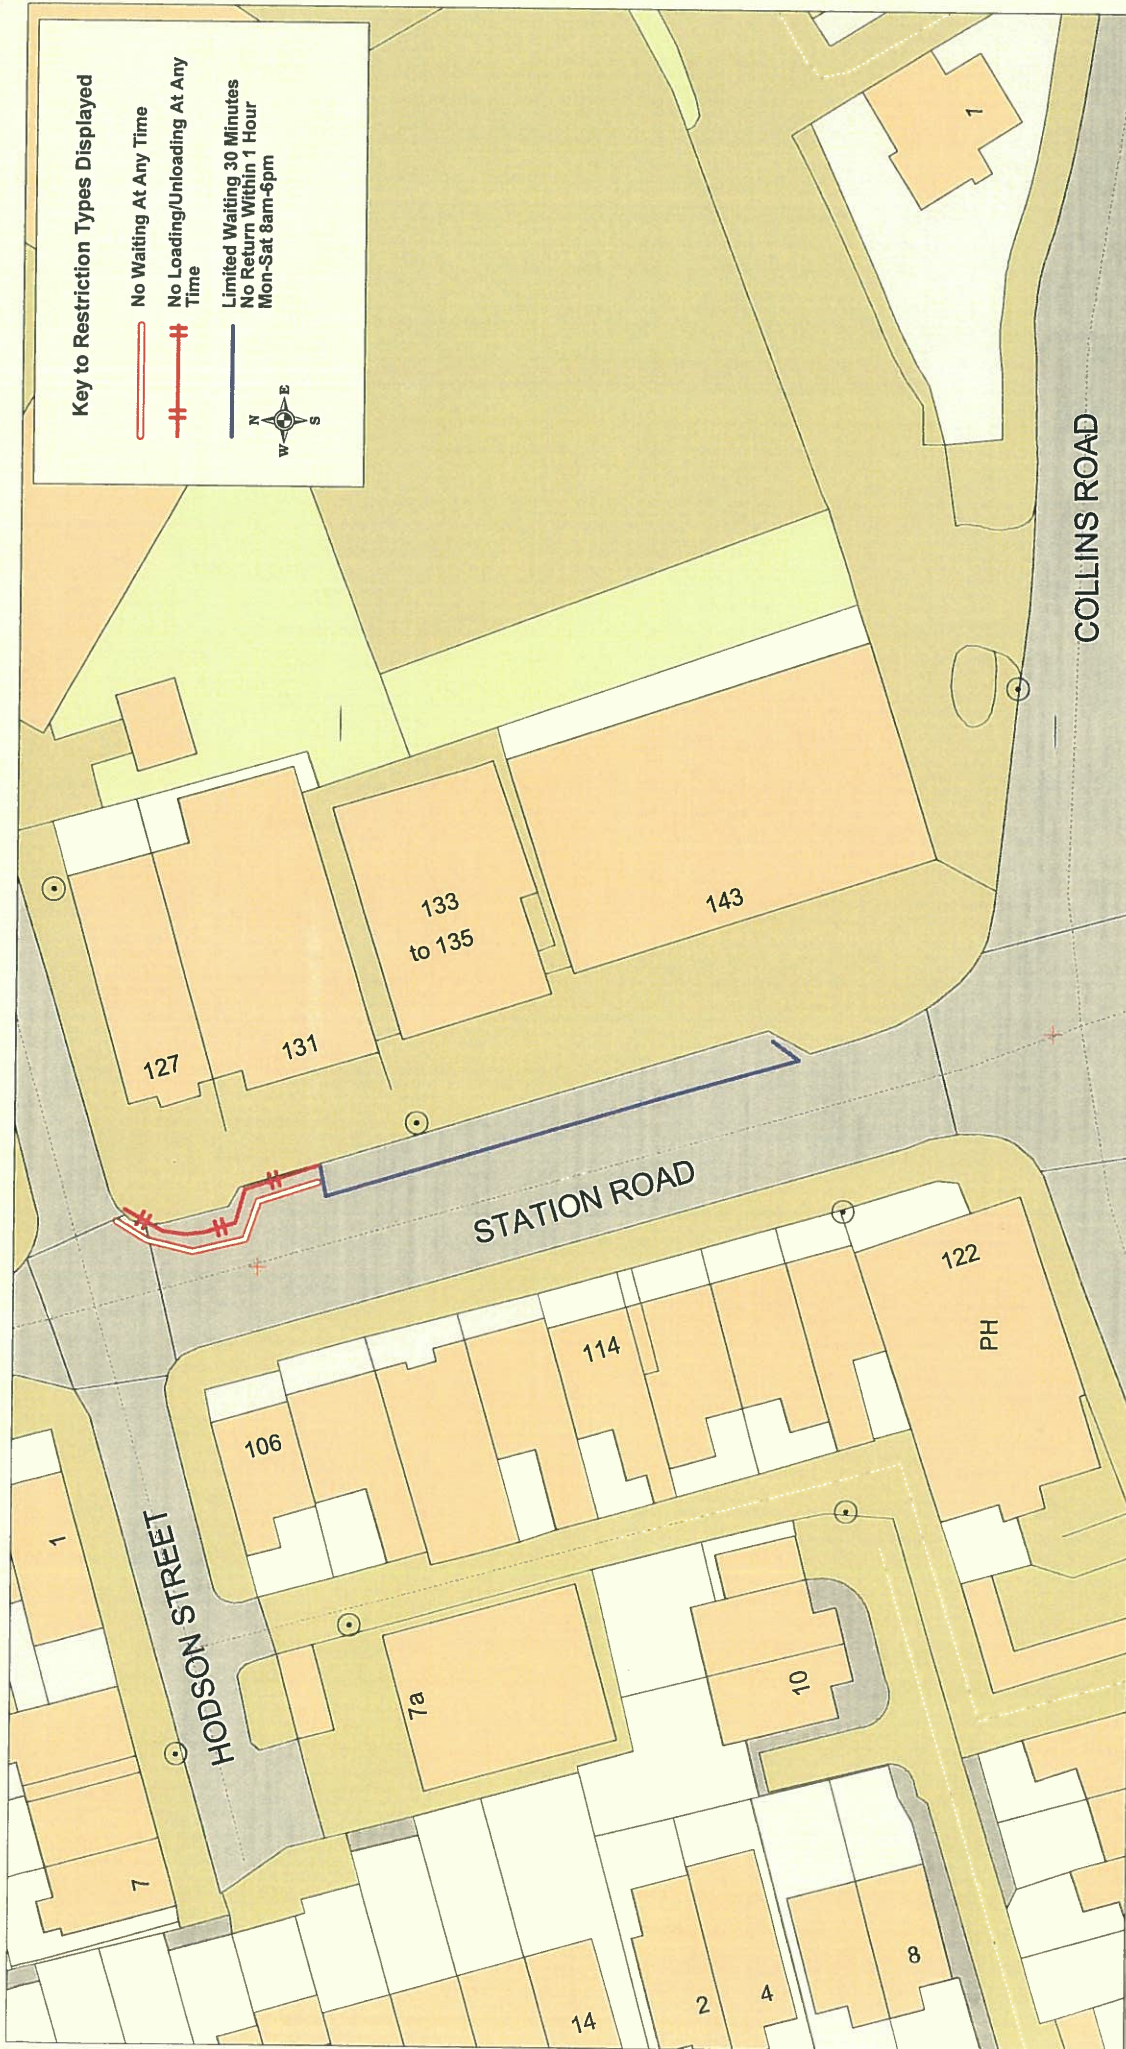 Key to Restriction Types Displayed
No Waiting At Any Time
No Loading/Unloading At Any
Time
Limited Waiting 30 Minutes
No Return Within 1 Hour
Mon-Sat 8am-6pm
N
W
E
S
1
COLLINS ROAD
127
131
133
to 135
143
STATION ROAD
106
114
122
PH
HODSON STREET
1
7
7a
10
14
2
4
8